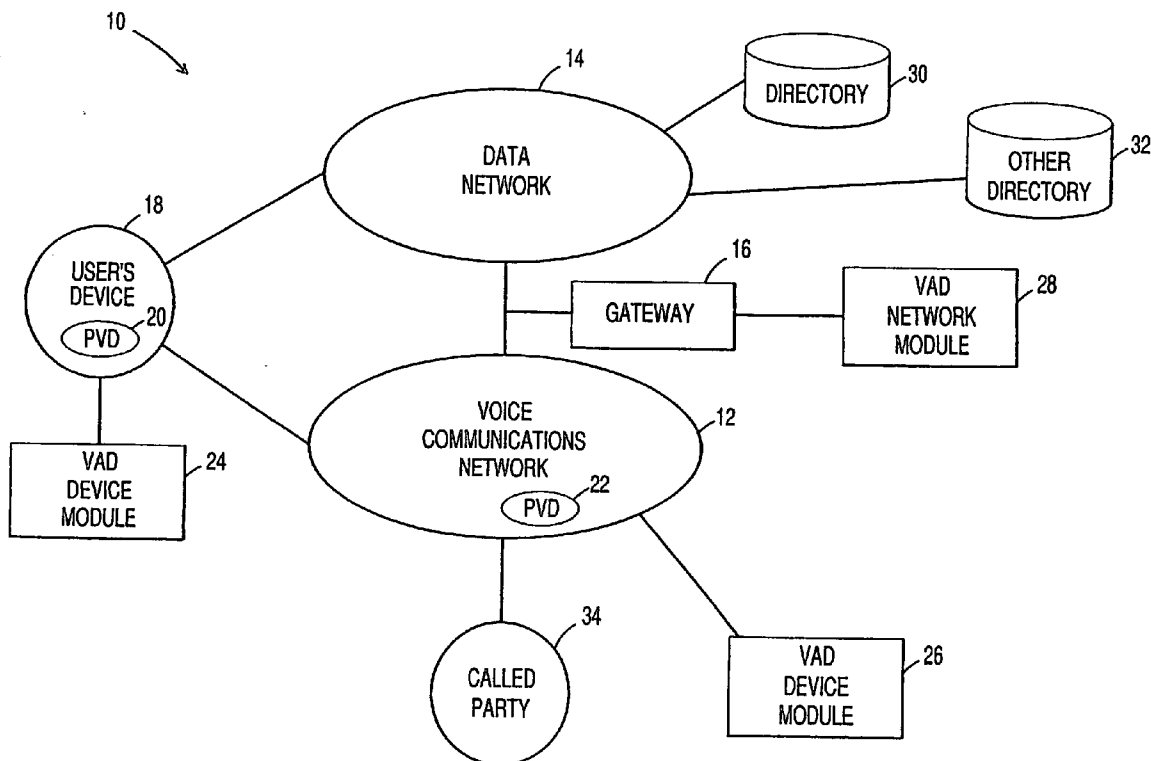 10
14
DIRECTORY
30
DATA
NETWORK
OTHER
DIRECTORY
32
18
USER'S
DEVICE
20
PVD
16
GATEWAY
VAD
NETWORK
MODULE
28
VOICE
COMMUNICATIONS
NETWORK
12
22
PVD
VAD
DEVICE
MODULE
24
34
CALLED
PARTY
VAD
DEVICE
MODULE
26